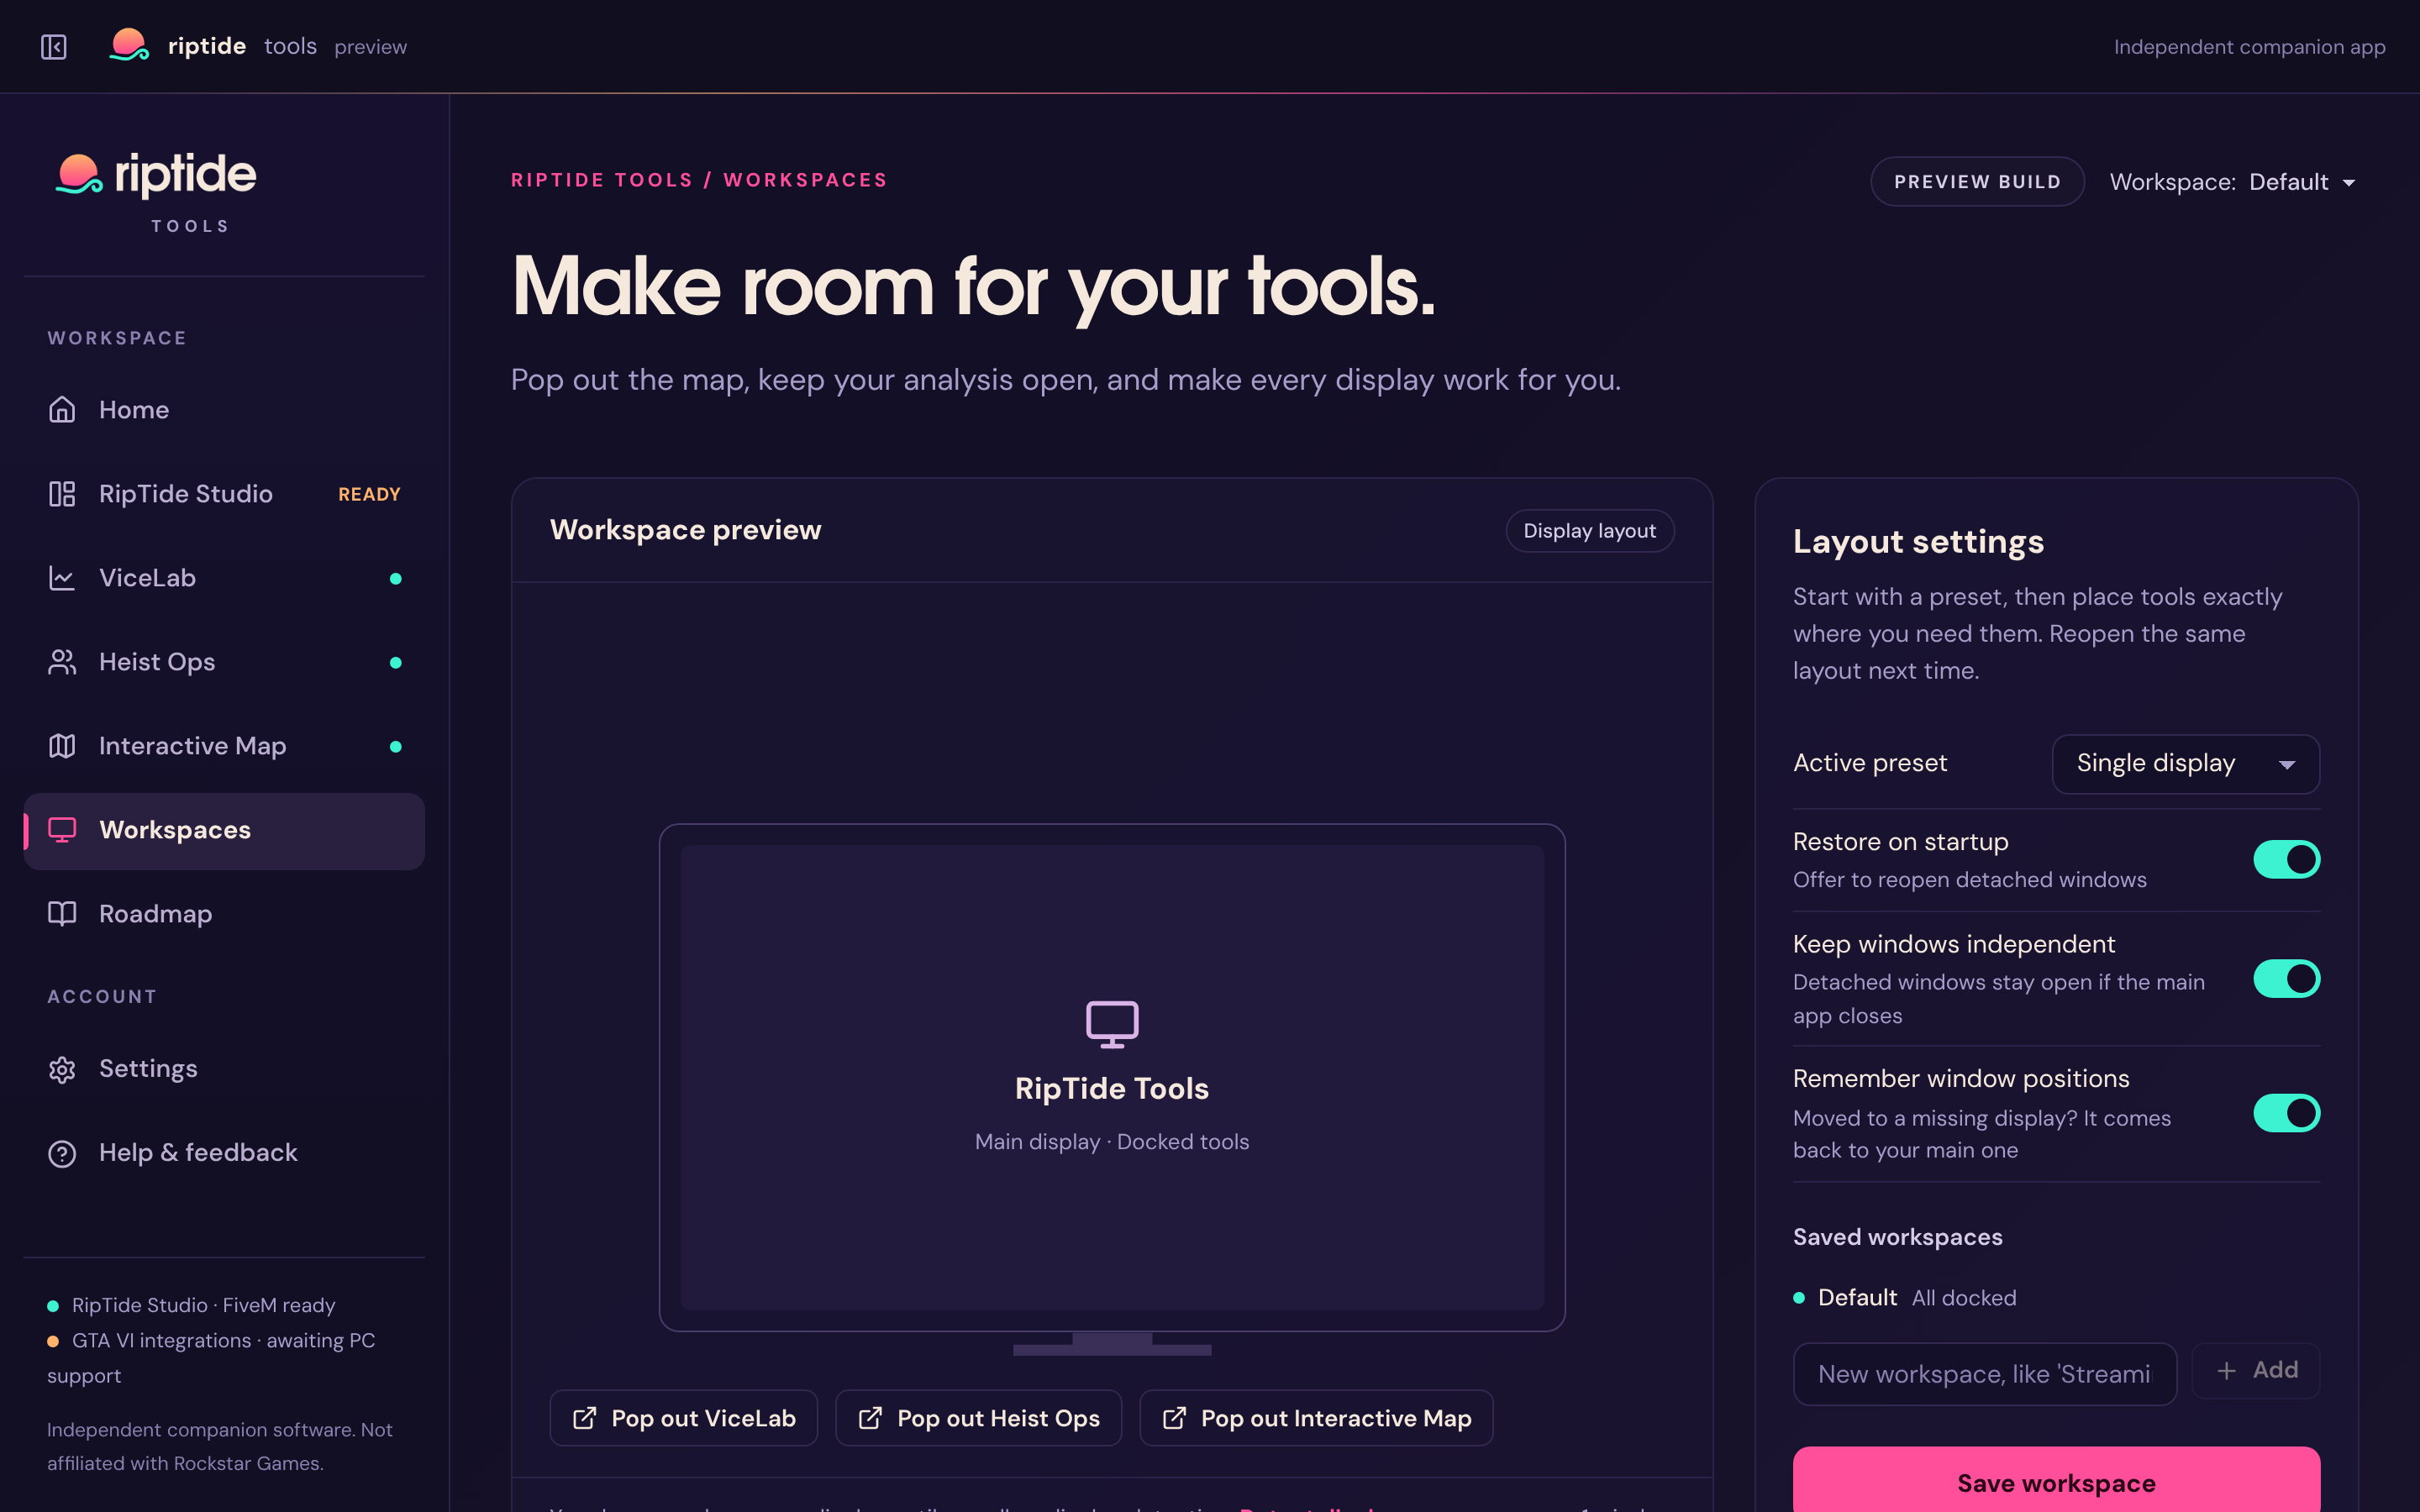 riptide tools preview
Independent companion app
riptide
TOOLS
WORKSPACE
Home
RipTide Studio READY
ViceLab
Heist Ops
Interactive Map
Workspaces
Roadmap
ACCOUNT
Settings
Help & feedback
RipTide Studio · FiveM ready
GTA VI integrations · awaiting PC
support
Independent companion software. Not
affiliated with Rockstar Games.
RIPTIDE TOOLS / WORKSPACES
PREVIEW BUILD
Workspace: Default
Make room for your tools.
Pop out the map, keep your analysis open, and make every display work for you.
Workspace preview
Display layout
RipTide Tools
Main display · Docked tools
Pop out ViceLab
Pop out Heist Ops
Pop out Interactive Map
Layout settings
Start with a preset, then place tools exactly
where you need them. Reopen the same
layout next time.
Active preset
Single display
Restore on startup
Offer to reopen detached windows
Keep windows independent
Detached windows stay open if the main
app closes
Remember window positions
Moved to a missing display? It comes
back to your main one
Saved workspaces
Default All docked
New workspace, like 'Streami
Add
Save workspace